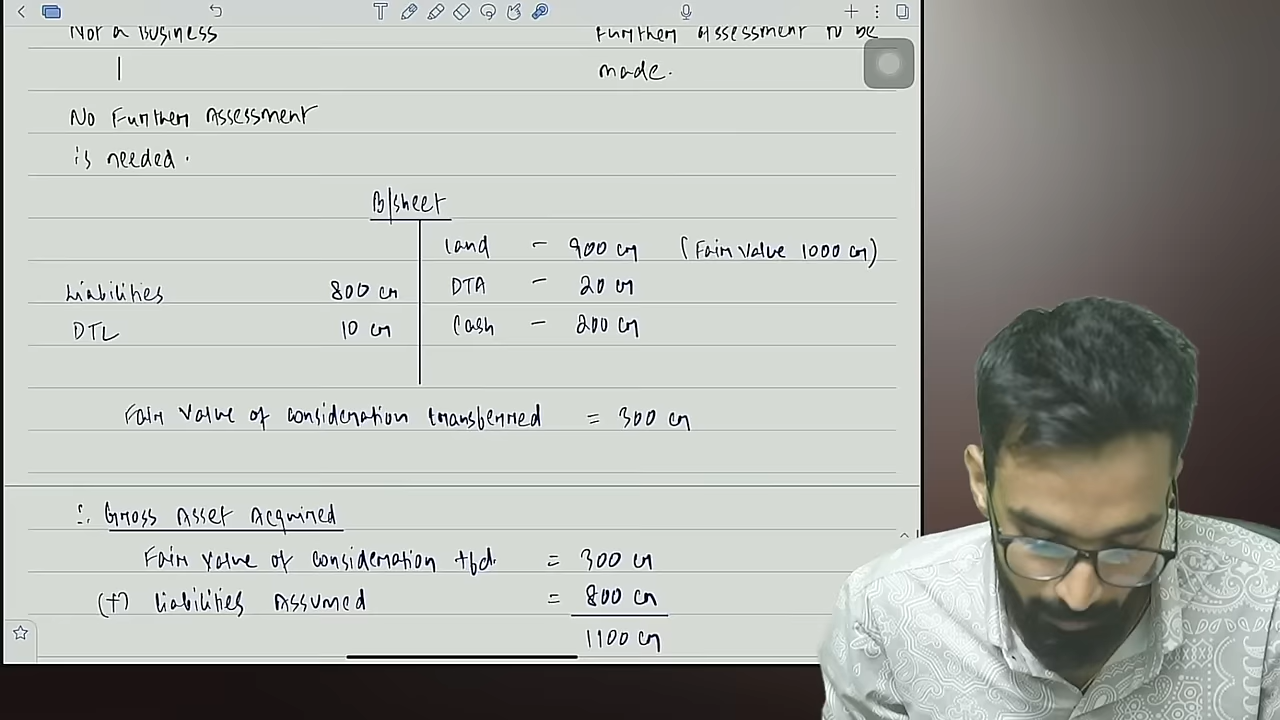 Not a Business
Further assessment to be
made.
No Further Assessment
is needed.
B/sheet
Land - 900 cr (Fair Value 1000 cr)
Liabilities 800 cr DTA - 20 cr
DTL 10 cr Cash - 200 cr
Fair Value of consideration transferred = 300 cr
∴ Gross Asset Acquired
Fair Value of consideration tfd. = 300 cr
(+) Liabilities Assumed = 800 cr
1100 cr